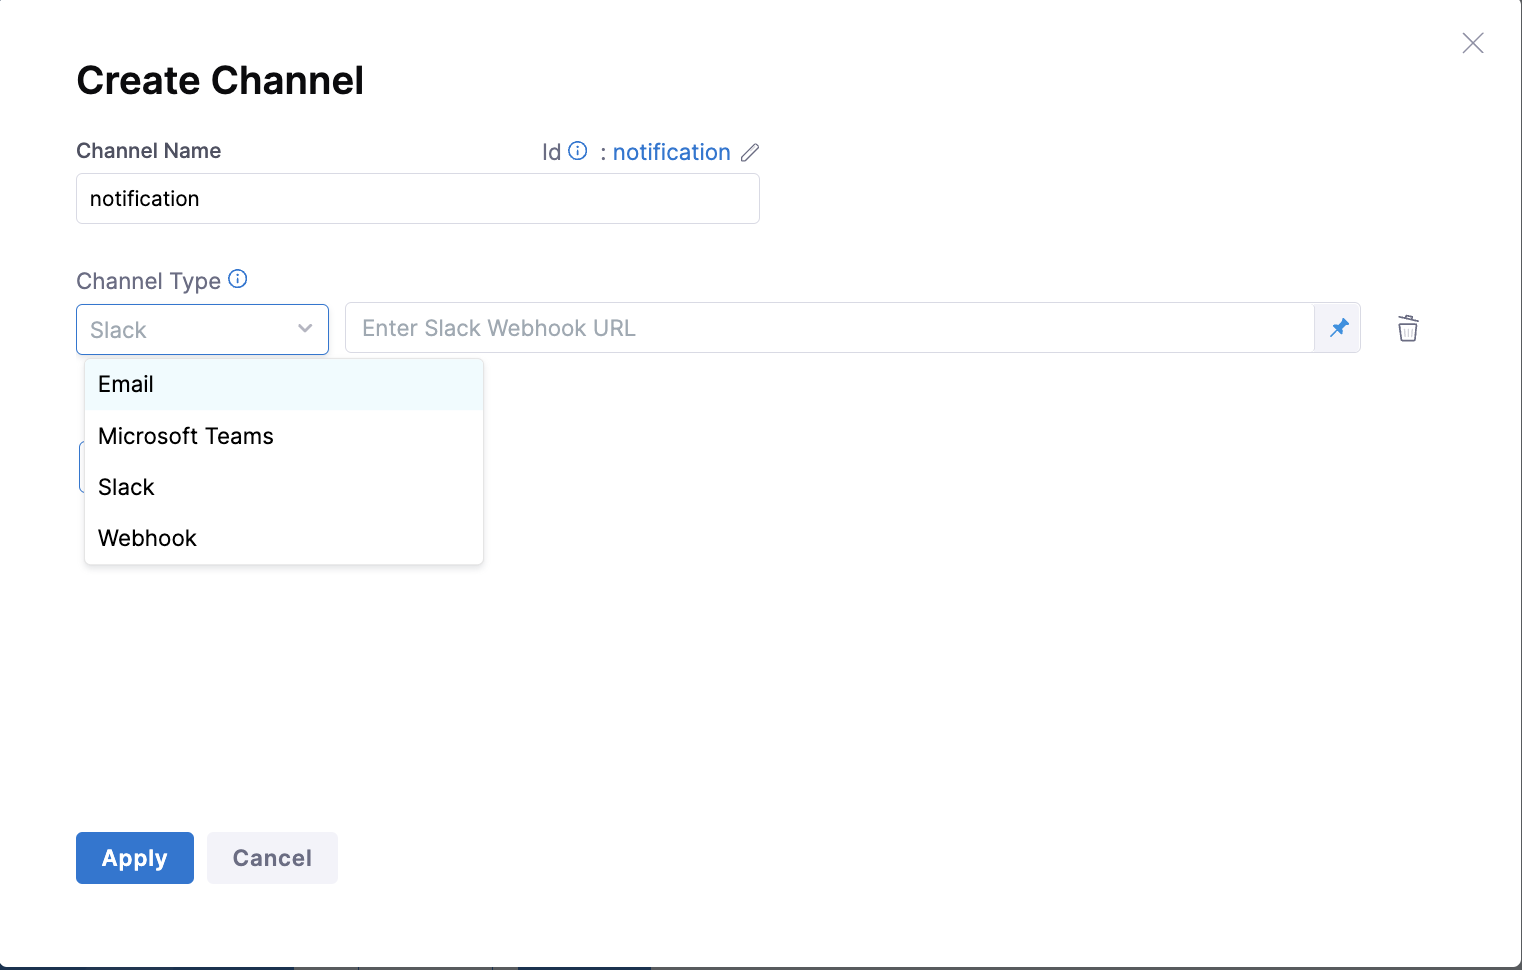 Create Channel
Channel Name
Id : notification
notification
Channel Type
Slack
Enter Slack Webhook URL
Email
Microsoft Teams
Slack
Webhook
Apply
Cancel